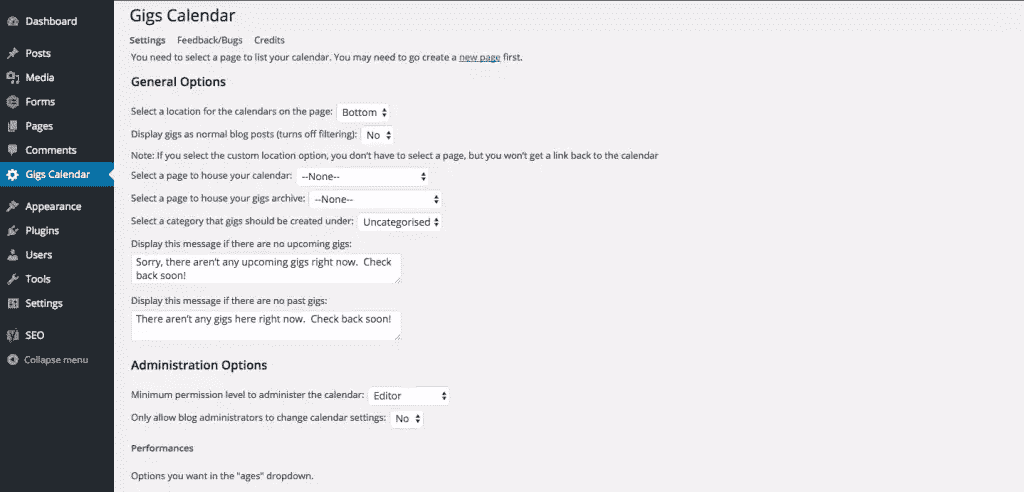 Dashboard
Posts
Media
Forms
Pages
Comments
Gigs Calendar
Appearance
Plugins
Users
Tools
Settings
SEO
Collapse menu
Gigs Calendar
Settings Feedback/Bugs Credits
You need to select a page to list your calendar. You may need to go create a new page first.
General Options
Select a location for the calendars on the page: Bottom
Display gigs as normal blog posts (turns off filtering): No
Note: If you select the custom location option, you don't have to select a page, but you won't get a link back to the calendar
Select a page to house your calendar: --None--
Select a page to house your gigs archive: --None--
Select a category that gigs should be created under: Uncategorised
Display this message if there are no upcoming gigs:
Sorry, there aren't any upcoming gigs right now. Check
back soon!
Display this message if there are no past gigs:
There aren't any gigs here right now. Check back soon!
Administration Options
Minimum permission level to administer the calendar: Editor
Only allow blog administrators to change calendar settings: No
Performances
Options you want in the "ages" dropdown.